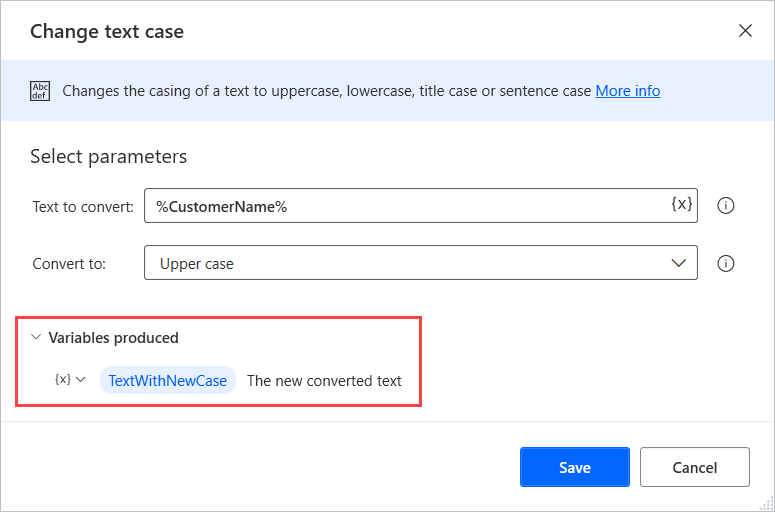 Change text case
Abc
def
Changes the casing of a text to uppercase, lowercase, title case or sentence case More info
Select parameters
Text to convert: %CustomerName% {x}
Convert to: Upper case
Variables produced
{x} TextWithNewCase The new converted text
Save Cancel